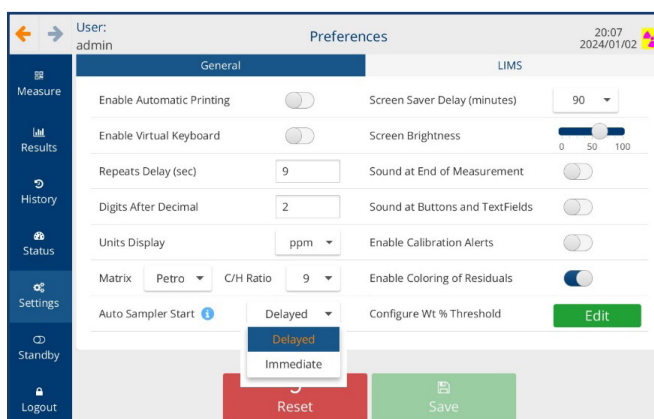 User:
admin
Preferences
20:07
2024/01/02
General
LIMS
Measure
Results
History
Status
Settings
Standby
Logout
Enable Automatic Printing
Enable Virtual Keyboard
Repeats Delay (sec) 9
Digits After Decimal 2
Units Display ppm
Matrix Petro C/H Ratio 9
Auto Sampler Start Delayed
Delayed
Immediate
Screen Saver Delay (minutes) 90
Screen Brightness
0 50 100
Sound at End of Measurement
Sound at Buttons and TextFields
Enable Calibration Alerts
Enable Coloring of Residuals
Configure Wt % Threshold Edit
Reset
Save